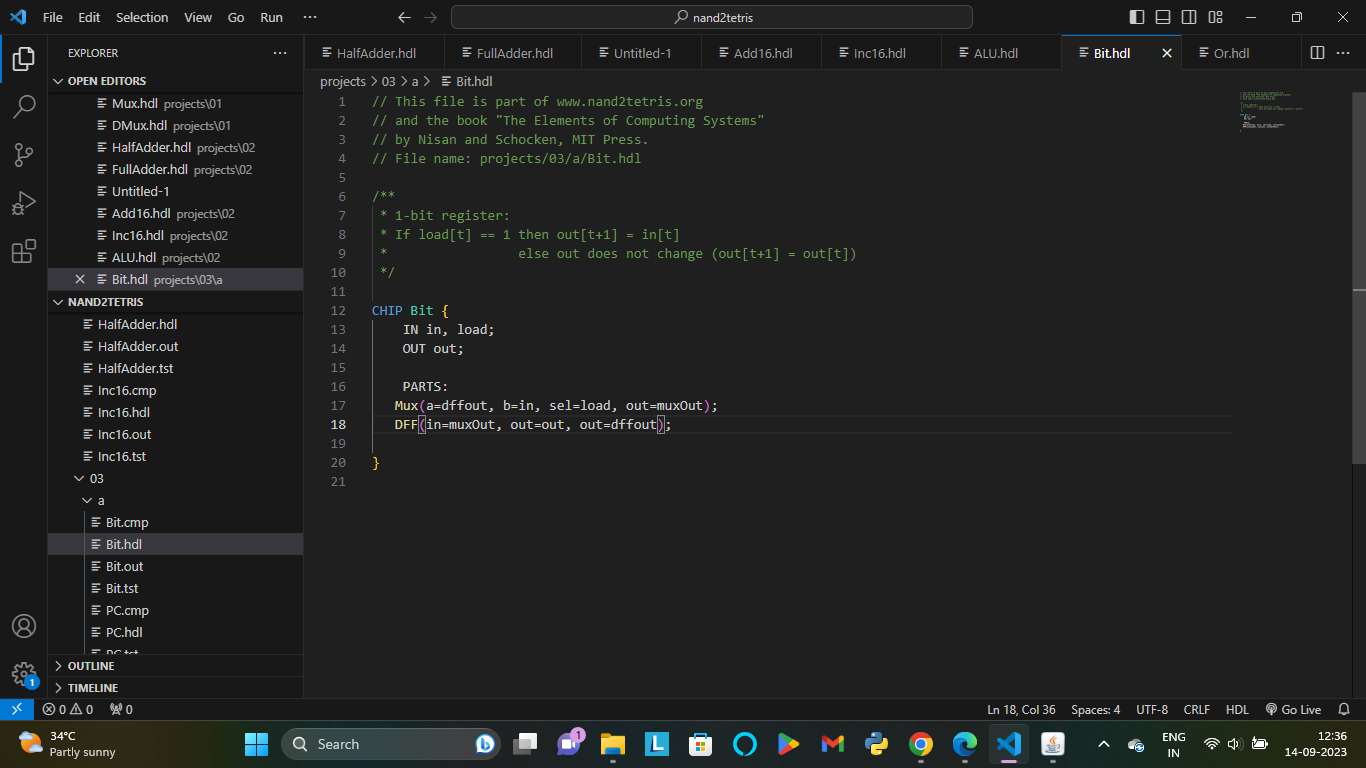 File Edit Selection View Go Run ··· nand2tetris
EXPLORER ···
OPEN EDITORS
Mux.hdl projects\01
DMux.hdl projects\01
HalfAdder.hdl projects\02
FullAdder.hdl projects\02
Untitled-1
Add16.hdl projects\02
Inc16.hdl projects\02
ALU.hdl projects\02
Bit.hdl projects\03\a
NAND2TETRIS
HalfAdder.hdl
HalfAdder.out
HalfAdder.tst
Inc16.cmp
Inc16.hdl
Inc16.out
Inc16.tst
03
a
Bit.cmp
Bit.hdl
Bit.out
Bit.tst
PC.cmp
PC.hdl
PC.tst
OUTLINE
TIMELINE
HalfAdder.hdl FullAdder.hdl Untitled-1 Add16.hdl Inc16.hdl ALU.hdl Bit.hdl Or.hdl ···
projects > 03 > a > Bit.hdl
1 // This file is part of www.nand2tetris.org
2 // and the book "The Elements of Computing Systems"
3 // by Nisan and Schocken, MIT Press.
4 // File name: projects/03/a/Bit.hdl
5
6 /**
7 * 1-bit register:
8 * If load[t] == 1 then out[t+1] = in[t]
9 * else out does not change (out[t+1] = out[t])
10 */
11
12 CHIP Bit {
13 IN in, load;
14 OUT out;
15
16 PARTS:
17 Mux(a=dffout, b=in, sel=load, out=muxOut);
18 DFF(in=muxOut, out=out, out=dffout);
19
20 }
21
1
0 0 0 Ln 18, Col 36 Spaces: 4 UTF-8 CRLF HDL Go Live
34°C
Partly sunny
Search
1
L
ENG
IN
12:36
14-09-2023